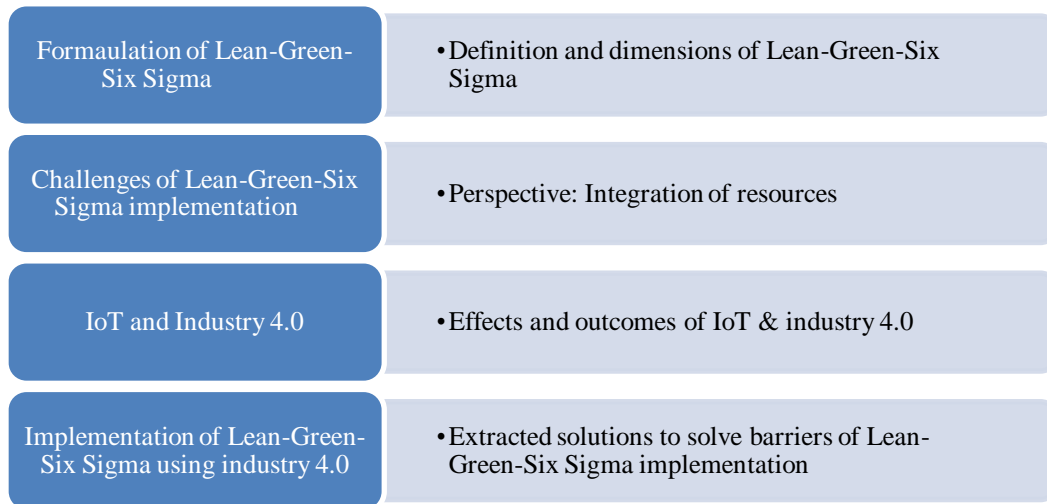 Formaulation of Lean-Green-
Six Sigma
•Definition and dimensions of Lean-Green-Six
Sigma
Challenges of Lean-Green-Six
Sigma implementation
•Perspective: Integration of resources
IoT and Industry 4.0
•Effects and outcomes of IoT & industry 4.0
Implementation of Lean-Green-
Six Sigma using industry 4.0
•Extracted solutions to solve barriers of Lean-
Green-Six Sigma implementation